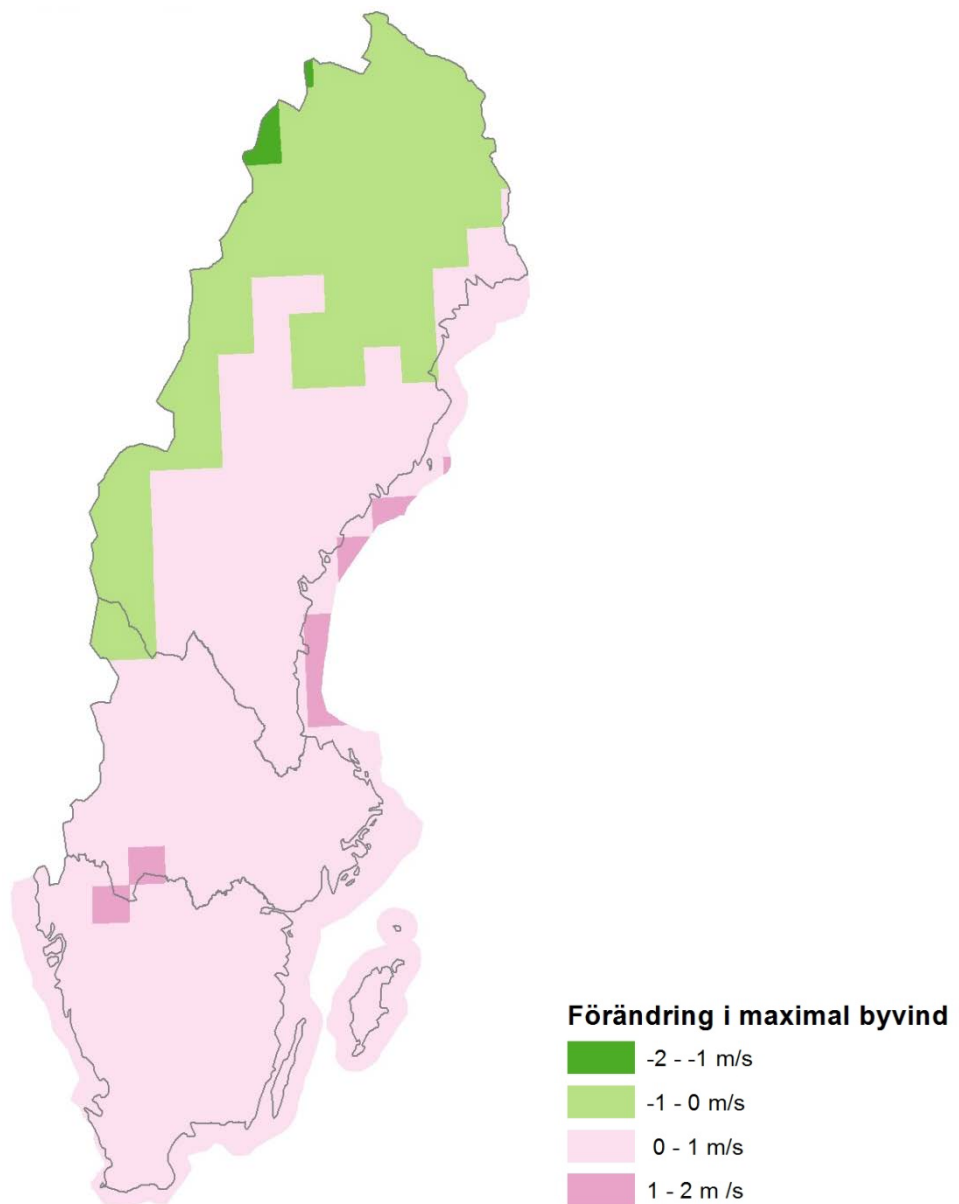 Förändring i maximal byvind
-2 - -1 m/s
-1 - 0 m/s
0 - 1 m/s
1 - 2 m /s